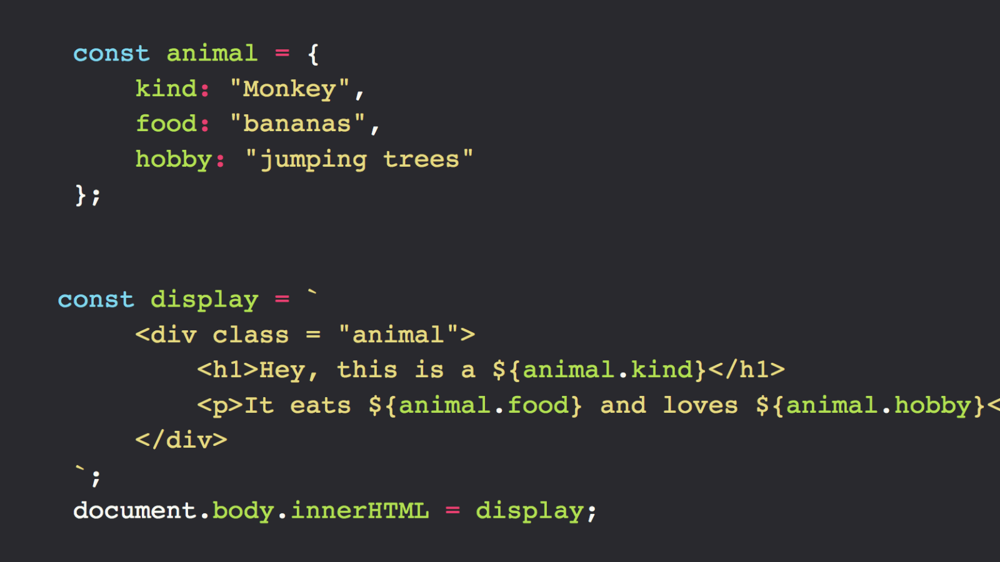 const animal = {
kind: "Monkey",
food: "bananas",
hobby: "jumping trees"
};
const display = `
<div class = "animal">
<h1>Hey, this is a ${animal.kind}</h1>
<p>It eats ${animal.food} and loves ${animal.hobby}<
</div>
`;
document.body.innerHTML = display;